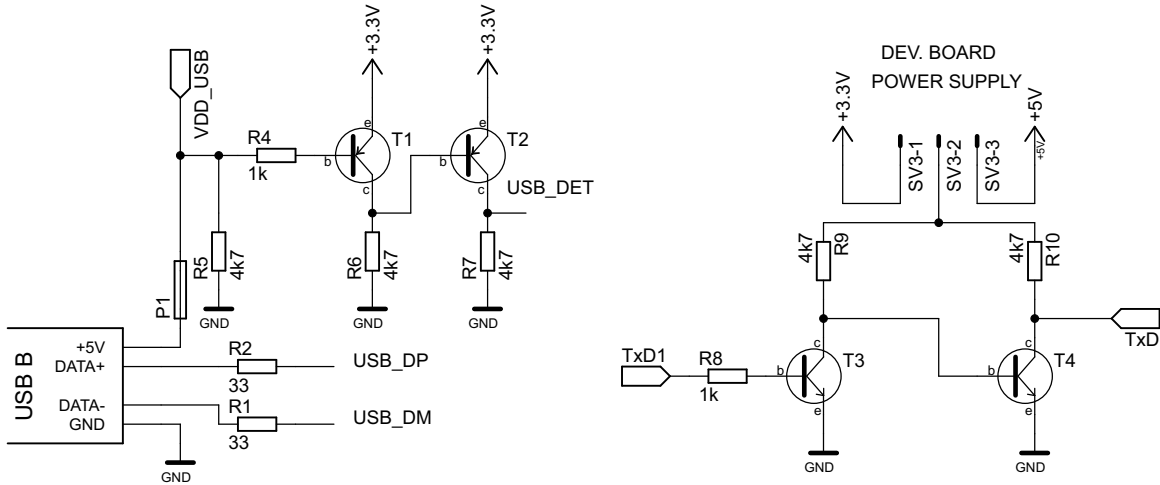 +3.3V
+3.3V
VDD_USB
R4
1k
b
e
c
T1
b
e
c
T2
USB_DET
R5
4k7
R6
4k7
R7
4k7
GND
GND
GND
P1
USB B
+5V
DATA+
DATA-
GND
R2
33
USB_DP
R1
33
USB_DM
GND
DEV. BOARD
POWER SUPPLY
+3.3V
SV3-1
SV3-2
SV3-3
+5V
+5V
4k7
R9
4k7
R10
TxD1
R8
1k
b
c
e
T3
b
c
e
T4
TxD
GND
GND